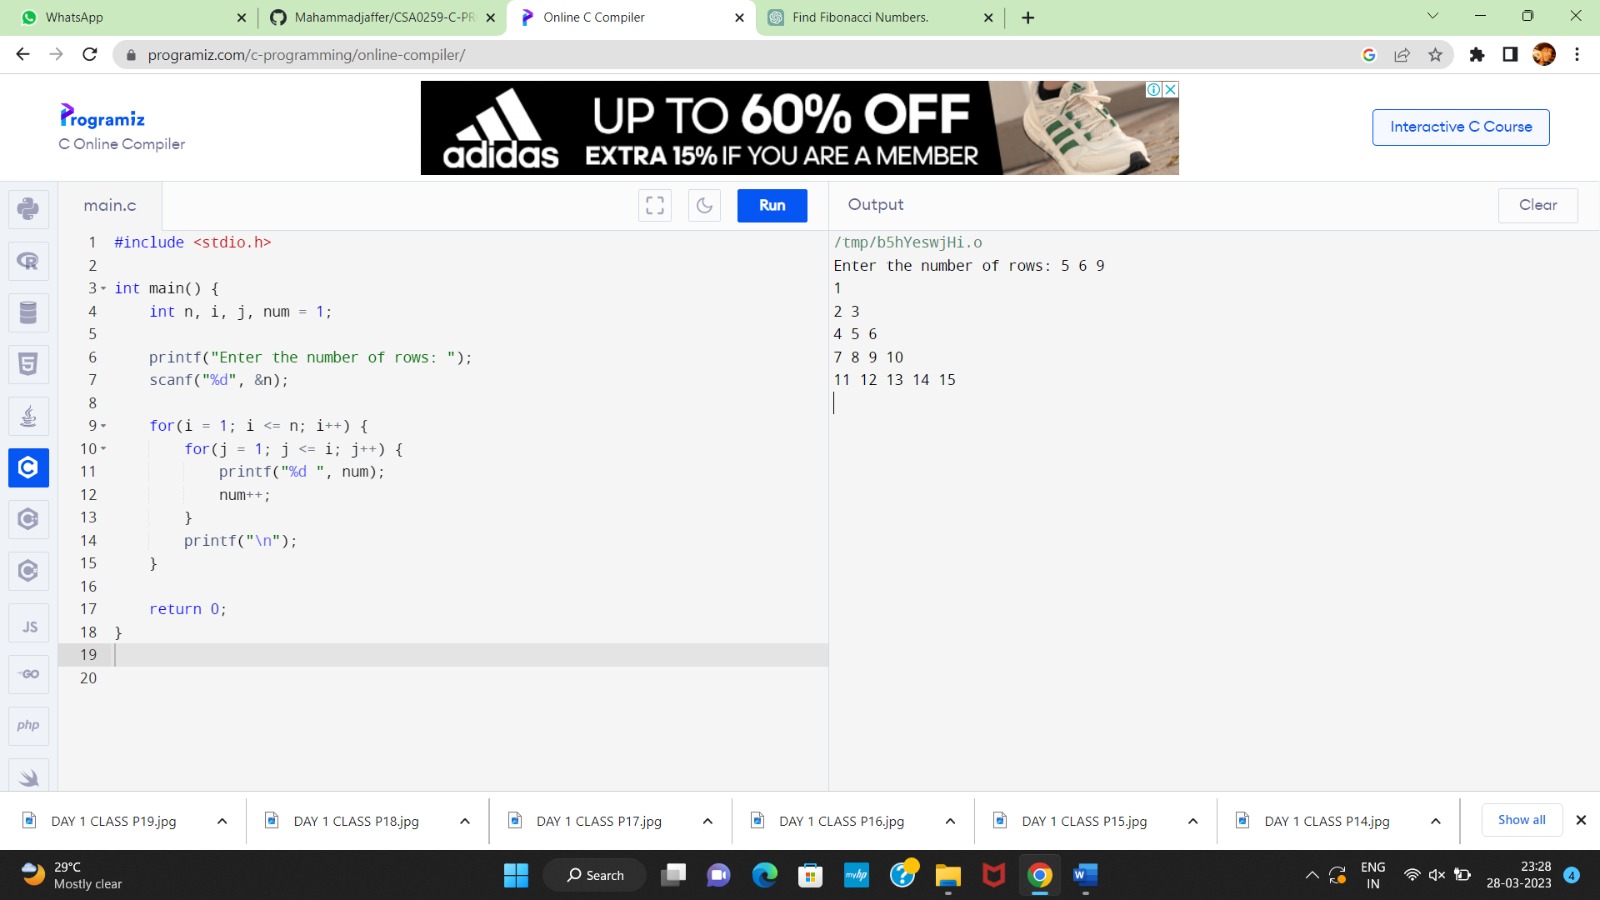 WhatsApp
Mahammadjaffer/CSA0259-C-PR
Online C Compiler
Find Fibonacci Numbers.
programiz.com/c-programming/online-compiler/
Programiz
C Online Compiler
adidas
UP TO 60% OFF
EXTRA 15% IF YOU ARE A MEMBER
Interactive C Course
main.c
Run
Output
Clear
1 #include <stdio.h>
2
3 int main() {
4     int n, i, j, num = 1;
5
6     printf("Enter the number of rows: ");
7     scanf("%d", &n);
8
9     for(i = 1; i <= n; i++) {
10         for(j = 1; j <= i; j++) {
11             printf("%d ", num);
12             num++;
13         }
14         printf("\n");
15     }
16
17     return 0;
18 }
19
20
/tmp/b5hYeswjHi.o
Enter the number of rows: 5 6 9
1
2 3
4 5 6
7 8 9 10
11 12 13 14 15
R
5
C
JS
GO
php
DAY 1 CLASS P19.jpg
DAY 1 CLASS P18.jpg
DAY 1 CLASS P17.jpg
DAY 1 CLASS P16.jpg
DAY 1 CLASS P15.jpg
DAY 1 CLASS P14.jpg
Show all
29°C
Mostly clear
Search
myhp
ENG
IN
23:28
28-03-2023
4